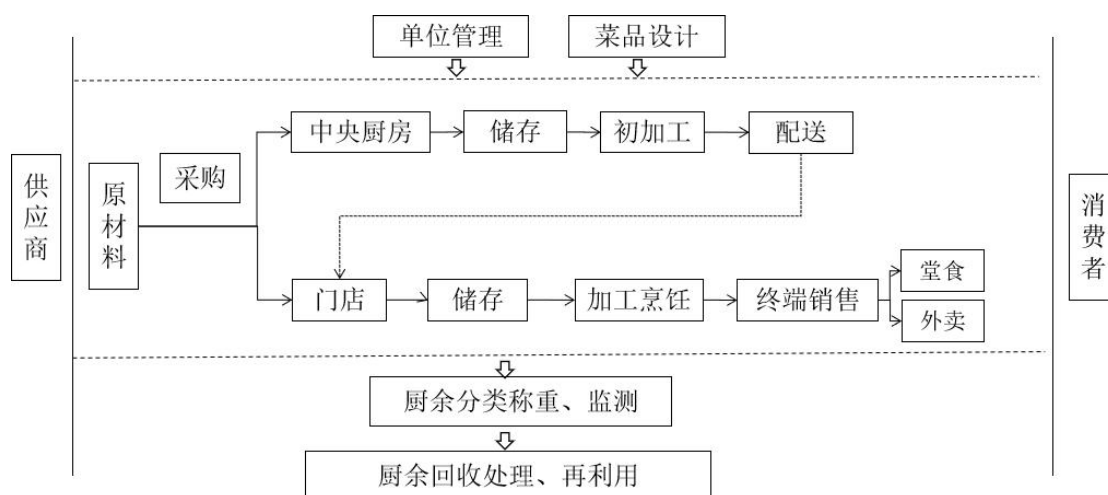 单位管理
菜品设计
供应商
原材料
采购
中央厨房
储存
初加工
配送
门店
储存
加工烹饪
终端销售
堂食
外卖
消费者
厨余分类称重、监测
厨余回收处理、再利用